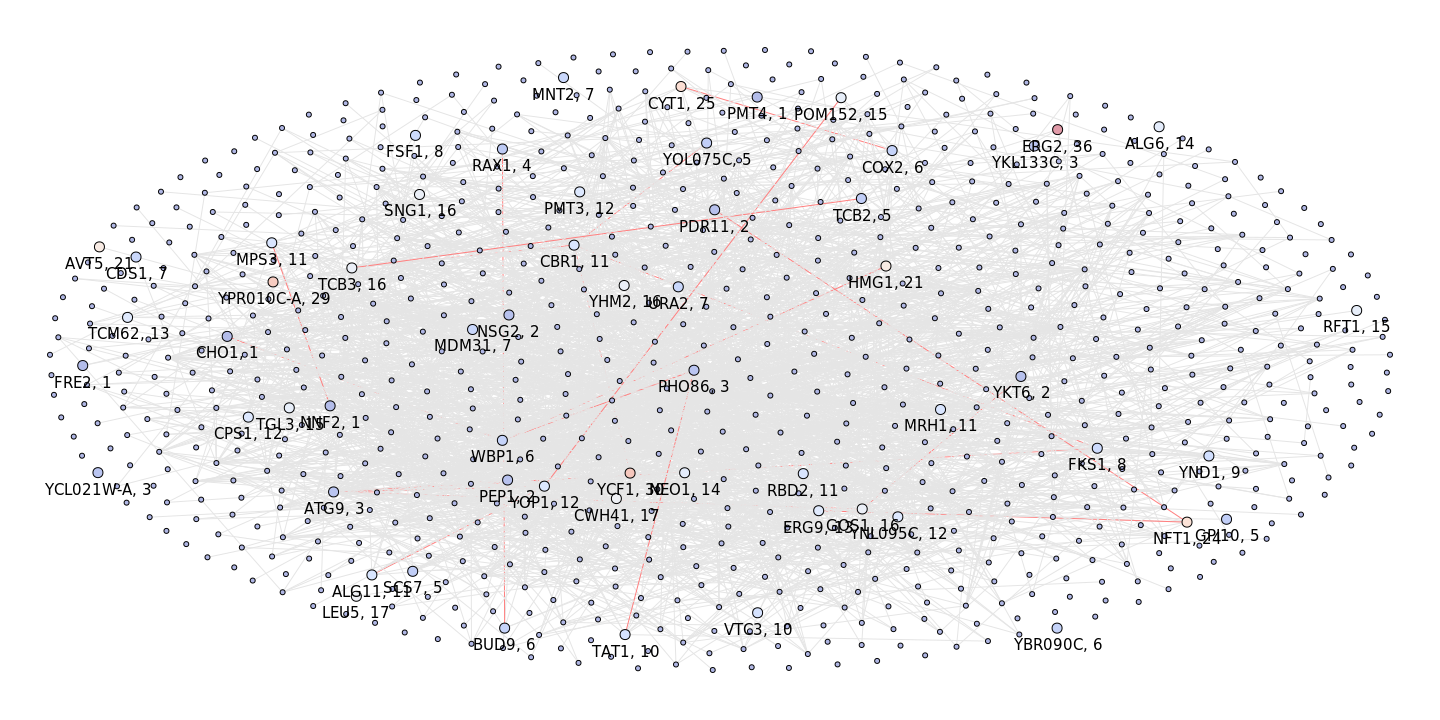 MNT2, 7
CYT1, 25
PMT4, 1
POM152, 15
FSF1, 8
RAX1, 4
YOL075C, 5
COX2, 6
ERG2, 36
YKL133C, 3
ALG6, 14
SNG1, 16
PMT3, 12
PDR11, 2
TCB2, 5
AVT5, 21
CDS1, 7
MPS3, 11
TCB3, 16
CBR1, 11
HMG1, 21
YPR010C-A, 29
YHM2, 16
URA2, 7
TCM62, 13
CHO1, 1
MDM31, 7
NSG2, 2
RFT1, 15
FRE2, 1
PHO86, 3
YKT6, 2
CPS1, 12
TGL3, 15
NNF2, 1
MRH1, 11
WBP1, 6
FKS1, 8
YND1, 9
YCL021W-A, 3
ATG9, 3
PEP1, 2
YOP1, 12
YCF1, 30
NEO1, 14
RBD2, 11
CWH41, 17
ERG9, 13
GOS1, 16
YNL095C, 12
NFT1, 24
GPI10, 5
ALG11, 11
SCS7, 5
LEU5, 17
BUD9, 6
TAT1, 10
VTC3, 10
YBR090C, 6